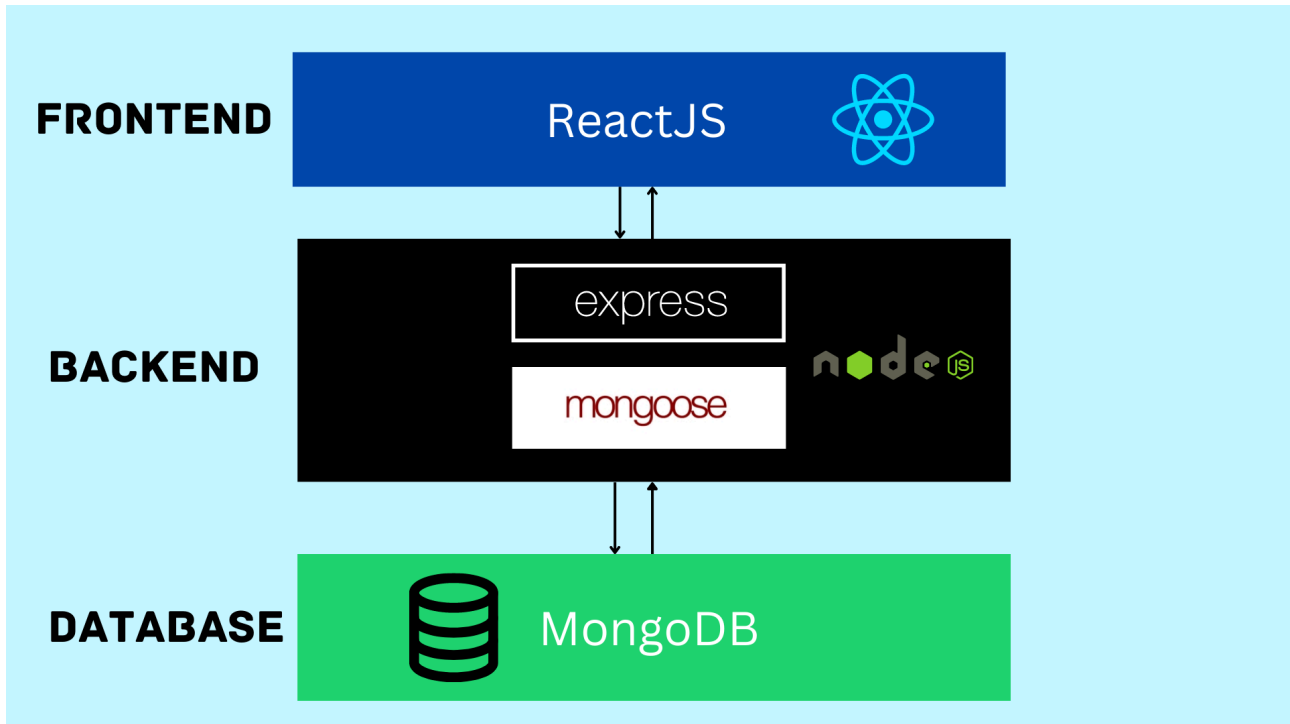 FRONTEND
ReactJS
BACKEND
express
mongoose
node JS
DATABASE
MongoDB